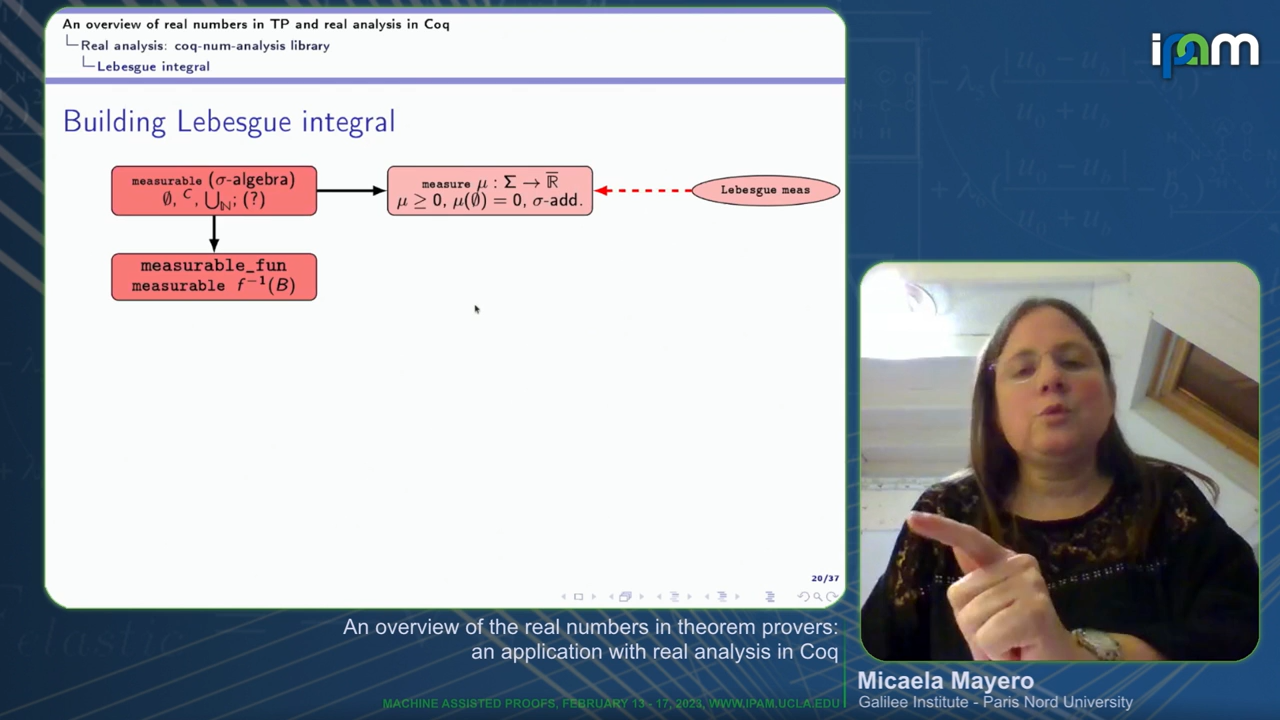 An overview of real numbers in TP and real analysis in Coq
Real analysis: coq-num-analysis library
Lebesgue integral
ipam
Building Lebesgue integral
measurable (σ-algebra)
∅, ᶜ, ⋃ℕ; (?)
measure μ : Σ → ℝ̅
μ ≥ 0, μ(∅) = 0, σ-add.
Lebesgue meas
measurable_fun
measurable f⁻¹(B)
20/37
An overview of the real numbers in theorem provers:
an application with real analysis in Coq
MACHINE ASSISTED PROOFS, FEBRUARY 13 - 17, 2023, WWW.IPAM.UCLA.EDU
Micaela Mayero
Galilee Institute - Paris Nord University